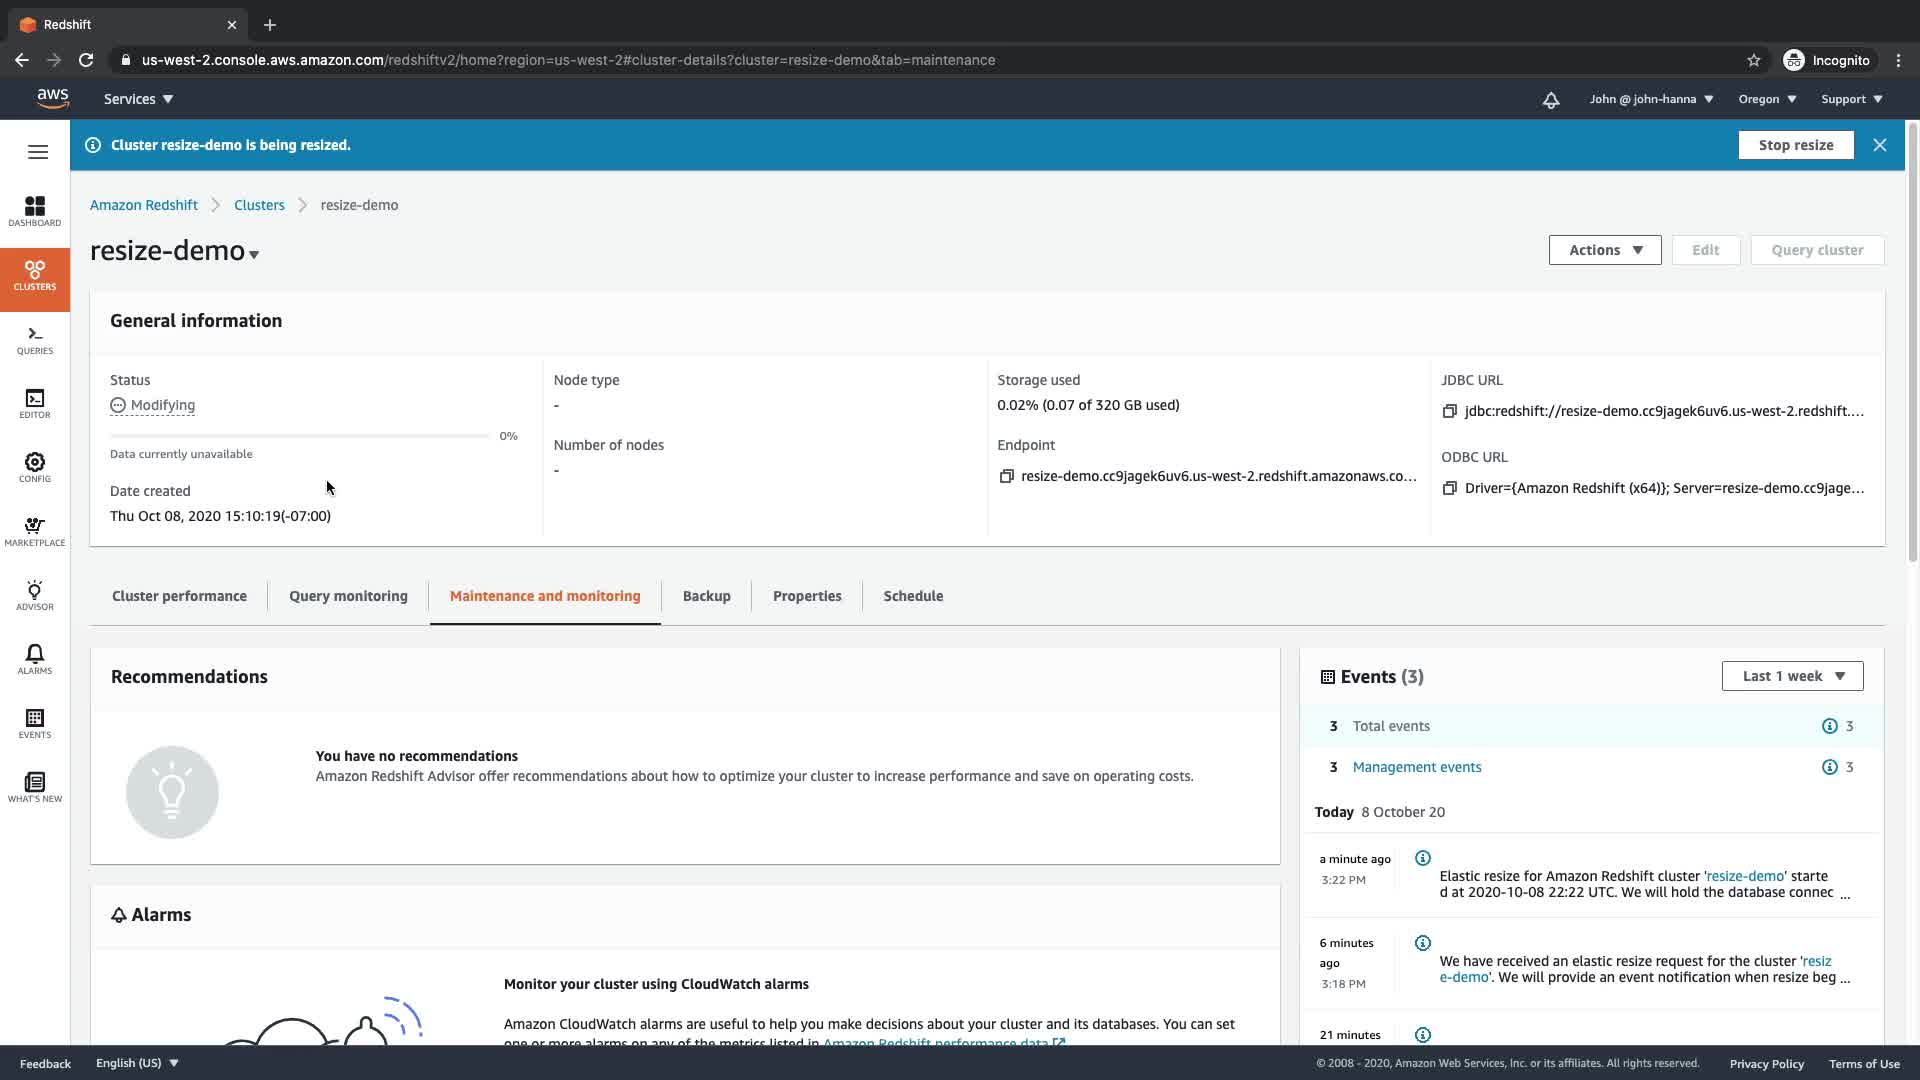 Redshift
us-west-2.console.aws.amazon.com/redshiftv2/home?region=us-west-2#cluster-details?cluster=resize-demo&tab=maintenance
Incognito
aws
Services
John @ john-hanna
Oregon
Support
Cluster resize-demo is being resized.
Stop resize
DASHBOARD
CLUSTERS
QUERIES
EDITOR
CONFIG
MARKETPLACE
ADVISOR
ALARMS
EVENTS
WHAT'S NEW
Amazon Redshift
Clusters
resize-demo
resize-demo
Actions
Edit
Query cluster
General information
Status
Modifying
0%
Data currently unavailable
Date created
Thu Oct 08, 2020 15:10:19(-07:00)
Node type
-
Number of nodes
-
Storage used
0.02% (0.07 of 320 GB used)
Endpoint
resize-demo.cc9jagek6uv6.us-west-2.redshift.amazonaws.co...
JDBC URL
jdbc:redshift://resize-demo.cc9jagek6uv6.us-west-2.redshift....
ODBC URL
Driver={Amazon Redshift (x64)}; Server=resize-demo.cc9jage...
Cluster performance
Query monitoring
Maintenance and monitoring
Backup
Properties
Schedule
Recommendations
You have no recommendations
Amazon Redshift Advisor offer recommendations about how to optimize your cluster to increase performance and save on operating costs.
Alarms
Monitor your cluster using CloudWatch alarms
Amazon CloudWatch alarms are useful to help you make decisions about your cluster and its databases. You can set
one or more alarms on any of the metrics listed in Amazon Redshift performance data
Events (3)
Last 1 week
3 Total events 3
3 Management events 3
Today 8 October 20
a minute ago
3:22 PM
Elastic resize for Amazon Redshift cluster 'resize-demo' starte
d at 2020-10-08 22:22 UTC. We will hold the database connec ...
6 minutes
ago
3:18 PM
We have received an elastic resize request for the cluster 'resiz
e-demo'. We will provide an event notification when resize beg ...
21 minutes
Feedback
English (US)
© 2008 - 2020, Amazon Web Services, Inc. or its affiliates. All rights reserved.
Privacy Policy
Terms of Use